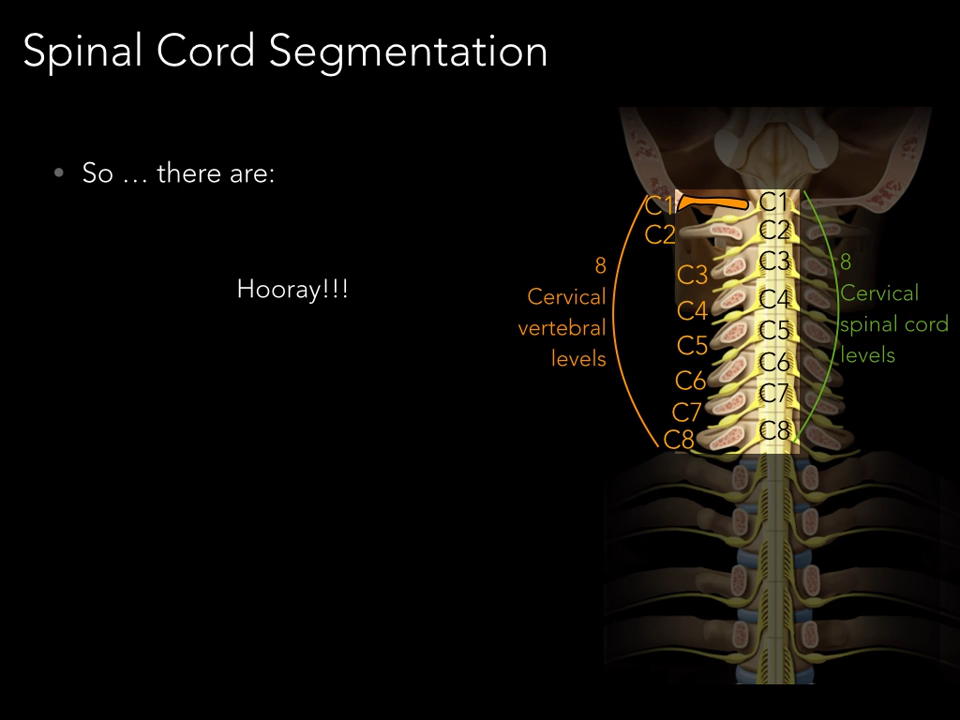 Spinal Cord Segmentation
• So … there are:
Hooray!!!
8
Cervical
vertebral
levels
C1
C2
C3
C4
C5
C6
C7
C8
C1
C2
C3
C4
C5
C6
C7
C8
8
Cervical
spinal cord
levels